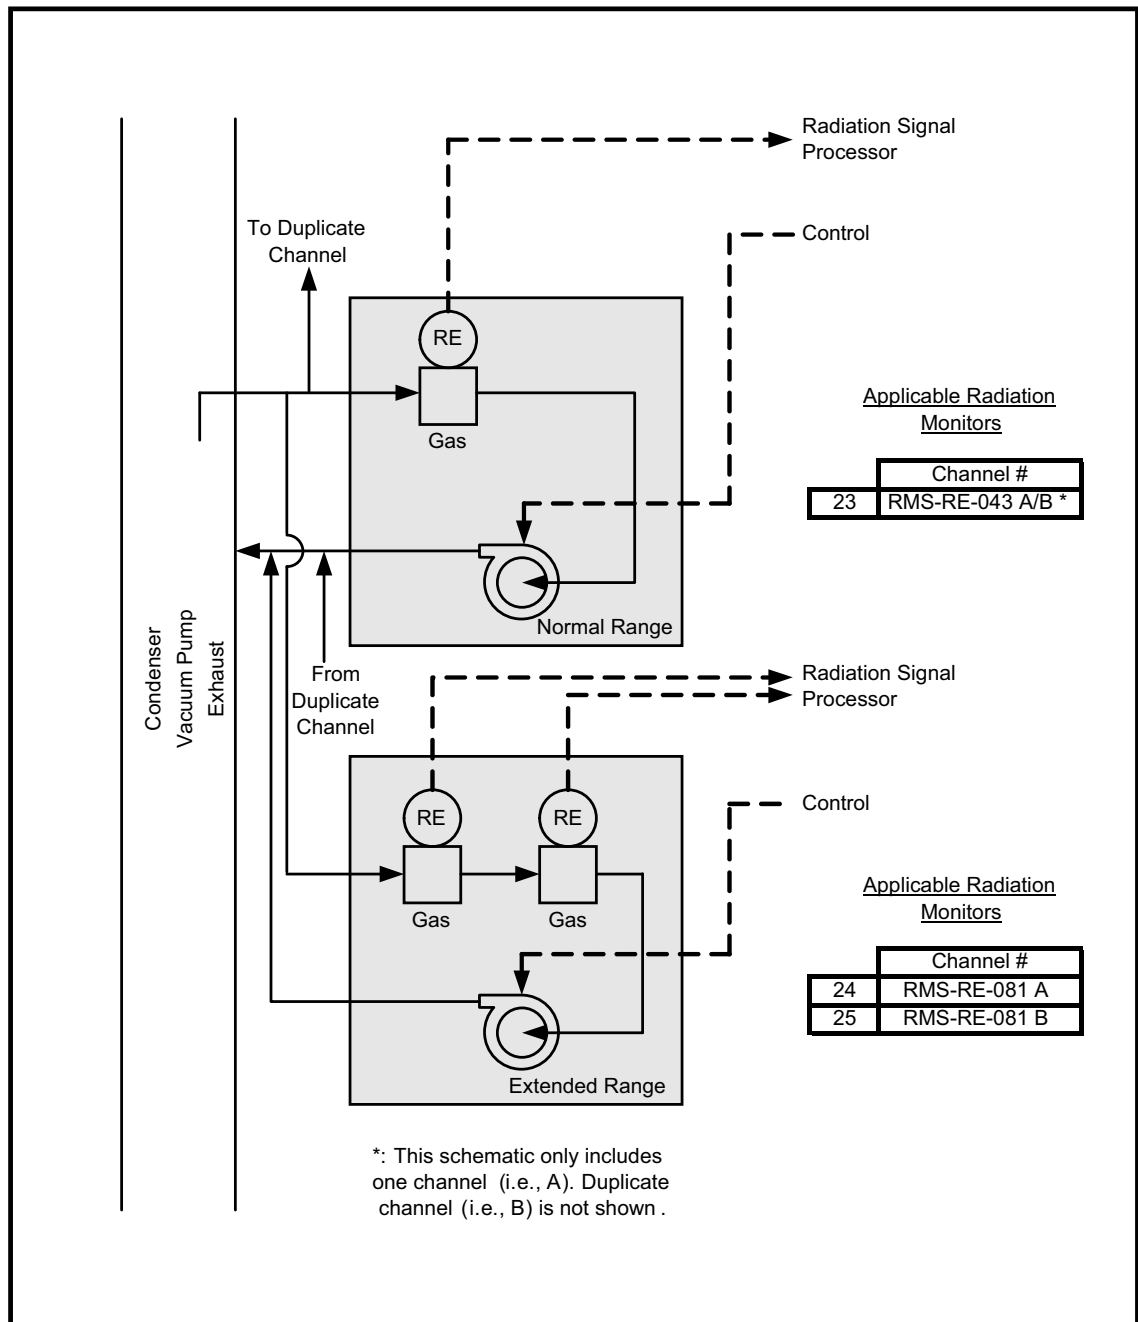 Radiation Signal
Processor
To Duplicate
Channel
Control
RE
Gas
Applicable Radiation
Monitors
Channel #
23 RMS-RE-043 A/B *
Normal Range
Condenser
Vacuum Pump
Exhaust
From
Duplicate
Channel
Radiation Signal
Processor
RE RE
Gas Gas
Control
Applicable Radiation
Monitors
Channel #
24 RMS-RE-081 A
25 RMS-RE-081 B
Extended Range
*: This schematic only includes
one channel (i.e., A). Duplicate
channel (i.e., B) is not shown .